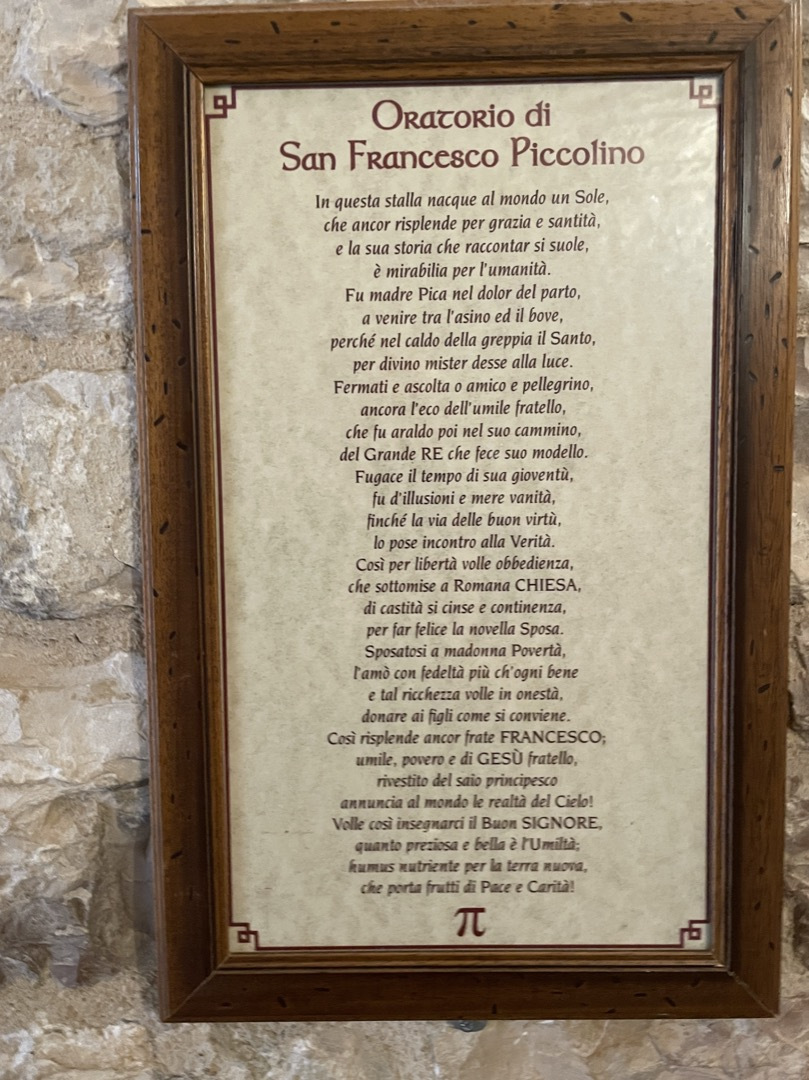 Oratorio di
San Francesco Piccolino
In questa stalla nacque al mondo un Sole,
che ancor risplende per grazia e santità,
e la sua storia che raccontar si suole,
è mirabilia per l'umanità.
Fu madre Pica nel dolor del parto,
a venire tra l'asino ed il bove,
perché nel caldo della greppia il Santo,
per divino mister desse alla luce.
Fermati e ascolta o amico e pellegrino,
ancora l'eco dell'umile fratello,
che fu araldo poi nel suo cammino,
del Grande RE che fece suo modello.
Fugace il tempo di sua gioventù,
fu d'illusioni e mere vanità,
finché la via delle buon virtù,
lo pose incontro alla Verità.
Così per libertà volle obbedienza,
che sottomise a Romana CHIESA,
di castità si cinse e continenza,
per far felice la novella Sposa.
Sposatosi a madonna Povertà,
l'amò con fedeltà più ch'ogni bene
e tal ricchezza volle in onestà,
donare ai figli come si conviene.
Così risplende ancor frate FRANCESCO;
umile, povero e di GESÙ fratello,
rivestito del saio principesco
annuncia al mondo le realtà del Cielo!
Volle così insegnarci il Buon SIGNORE,
quanto preziosa e bella è l'Umiltà;
humus nutriente per la terra nuova,
che porta frutti di Pace e Carità!
π